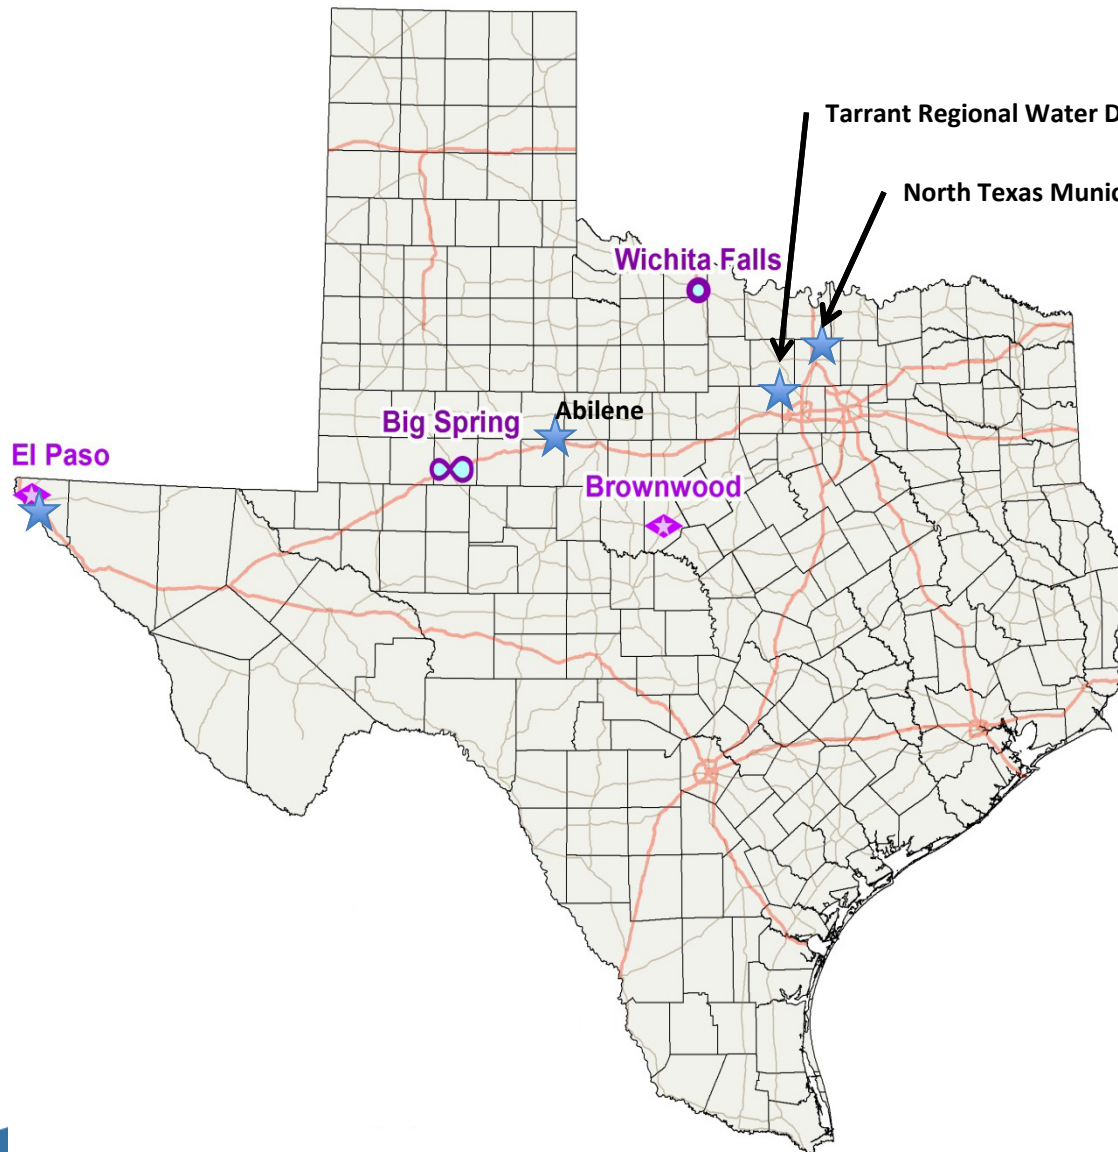 Tarrant Regional Water D
North Texas Munic
Wichita Falls
Abilene
Big Spring
El Paso
Brownwood